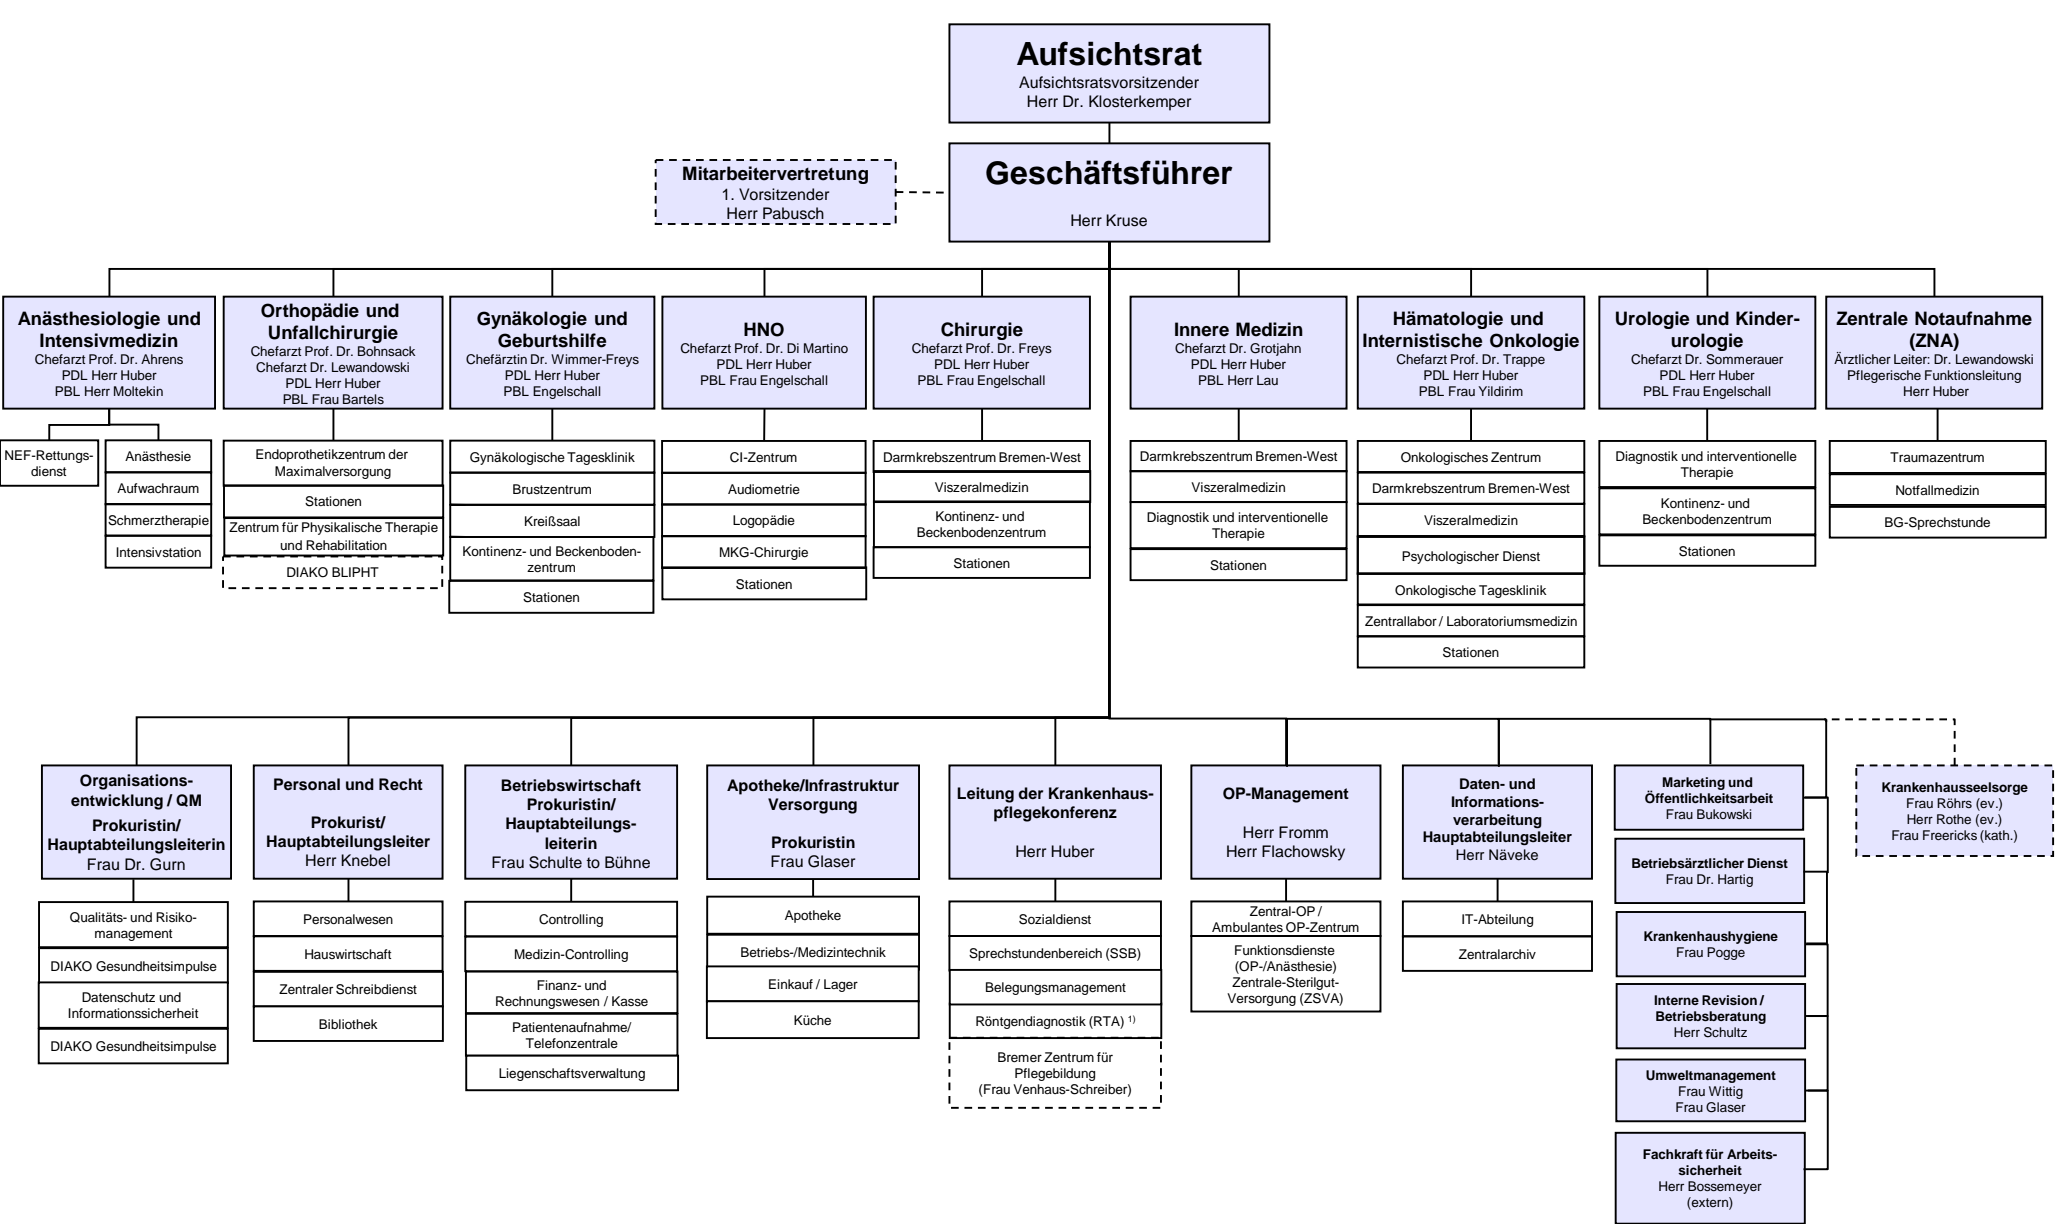 Aufsichtsrat
Aufsichtsratsvorsitzender
Herr Dr. Klosterkemper
Mitarbeitervertretung
1. Vorsitzender
Herr Pabusch
Geschäftsführer
Herr Kruse
Anästhesiologie und
Intensivmedizin
Chefarzt Prof. Dr. Ahrens
PDL Herr Huber
PBL Herr Moltekin
NEF-Rettungs-
dienst
Anästhesie
Aufwachraum
Schmerztherapie
Intensivstation
Orthopädie und
Unfallchirurgie
Chefarzt Prof. Dr. Bohnsack
Chefarzt Dr. Lewandowski
PDL Herr Huber
PBL Frau Bartels
Endoprothetikzentrum der
Maximalversorgung
Stationen
Zentrum für Physikalische Therapie
und Rehabilitation
DIAKO BLIPHT
Gynäkologie und
Geburtshilfe
Chefärztin Dr. Wimmer-Freys
PDL Herr Huber
PBL Engelschall
Gynäkologische Tagesklinik
Brustzentrum
Kreißsaal
Kontinenz- und Beckenboden-
zentrum
Stationen
HNO
Chefarzt Prof. Dr. Di Martino
PDL Herr Huber
PBL Frau Engelschall
CI-Zentrum
Audiometrie
Logopädie
MKG-Chirurgie
Stationen
Chirurgie
Chefarzt Prof. Dr. Freys
PDL Herr Huber
PBL Frau Engelschall
Darmkrebszentrum Bremen-West
Viszeralmedizin
Kontinenz- und
Beckenbodenzentrum
Stationen
Innere Medizin
Chefarzt Dr. Grotjahn
PDL Herr Huber
PBL Herr Lau
Darmkrebszentrum Bremen-West
Viszeralmedizin
Diagnostik und interventionelle
Therapie
Stationen
Hämatologie und
Internistische Onkologie
Chefarzt Prof. Dr. Trappe
PDL Herr Huber
PBL Frau Yildirim
Onkologisches Zentrum
Darmkrebszentrum Bremen-West
Viszeralmedizin
Psychologischer Dienst
Onkologische Tagesklinik
Zentrallabor / Laboratoriumsmedizin
Stationen
Urologie und Kinder-
urologie
Chefarzt Dr. Sommerauer
PDL Herr Huber
PBL Frau Engelschall
Diagnostik und interventionelle
Therapie
Kontinenz- und
Beckenbodenzentrum
Stationen
Zentrale Notaufnahme
(ZNA)
Ärztlicher Leiter: Dr. Lewandowski
Pflegerische Funktionsleitung
Herr Huber
Traumazentrum
Notfallmedizin
BG-Sprechstunde
Organisations-
entwicklung / QM
Prokuristin/
Hauptabteilungsleiterin
Frau Dr. Gurn
Qualitäts- und Risiko-
management
DIAKO Gesundheitsimpulse
Datenschutz und
Informationssicherheit
DIAKO Gesundheitsimpulse
Personal und Recht
Prokurist/
Hauptabteilungsleiter
Herr Knebel
Personalwesen
Hauswirtschaft
Zentraler Schreibdienst
Bibliothek
Betriebswirtschaft
Prokuristin/
Hauptabteilungs-
leiterin
Frau Schulte to Bühne
Controlling
Medizin-Controlling
Finanz- und
Rechnungswesen / Kasse
Patientenaufnahme/
Telefonzentrale
Liegenschaftsverwaltung
Apotheke/Infrastruktur
Versorgung
Prokuristin
Frau Glaser
Apotheke
Betriebs-/Medizintechnik
Einkauf / Lager
Küche
Leitung der Krankenhaus-
pflegekonferenz
Herr Huber
Sozialdienst
Sprechstundenbereich (SSB)
Belegungsmanagement
Röntgendiagnostik (RTA) 1)
Bremer Zentrum für
Pflegebildung
(Frau Venhaus-Schreiber)
OP-Management
Herr Fromm
Herr Flachowsky
Zentral-OP /
Ambulantes OP-Zentrum
Funktionsdienste
(OP-/Anästhesie)
Zentrale-Sterilgut-
Versorgung (ZSVA)
Daten- und
Informations-
verarbeitung
Hauptabteilungsleiter
Herr Näveke
IT-Abteilung
Zentralarchiv
Marketing und
Öffentlichkeitsarbeit
Frau Bukowski
Betriebsärztlicher Dienst
Frau Dr. Hartig
Krankenhaushygiene
Frau Pogge
Interne Revision /
Betriebsberatung
Herr Schultz
Umweltmanagement
Frau Wittig
Frau Glaser
Fachkraft für Arbeits-
sicherheit
Herr Bossemeyer
(extern)
Krankenhausseelsorge
Frau Röhrs (ev.)
Herr Rothe (ev.)
Frau Freericks (kath.)